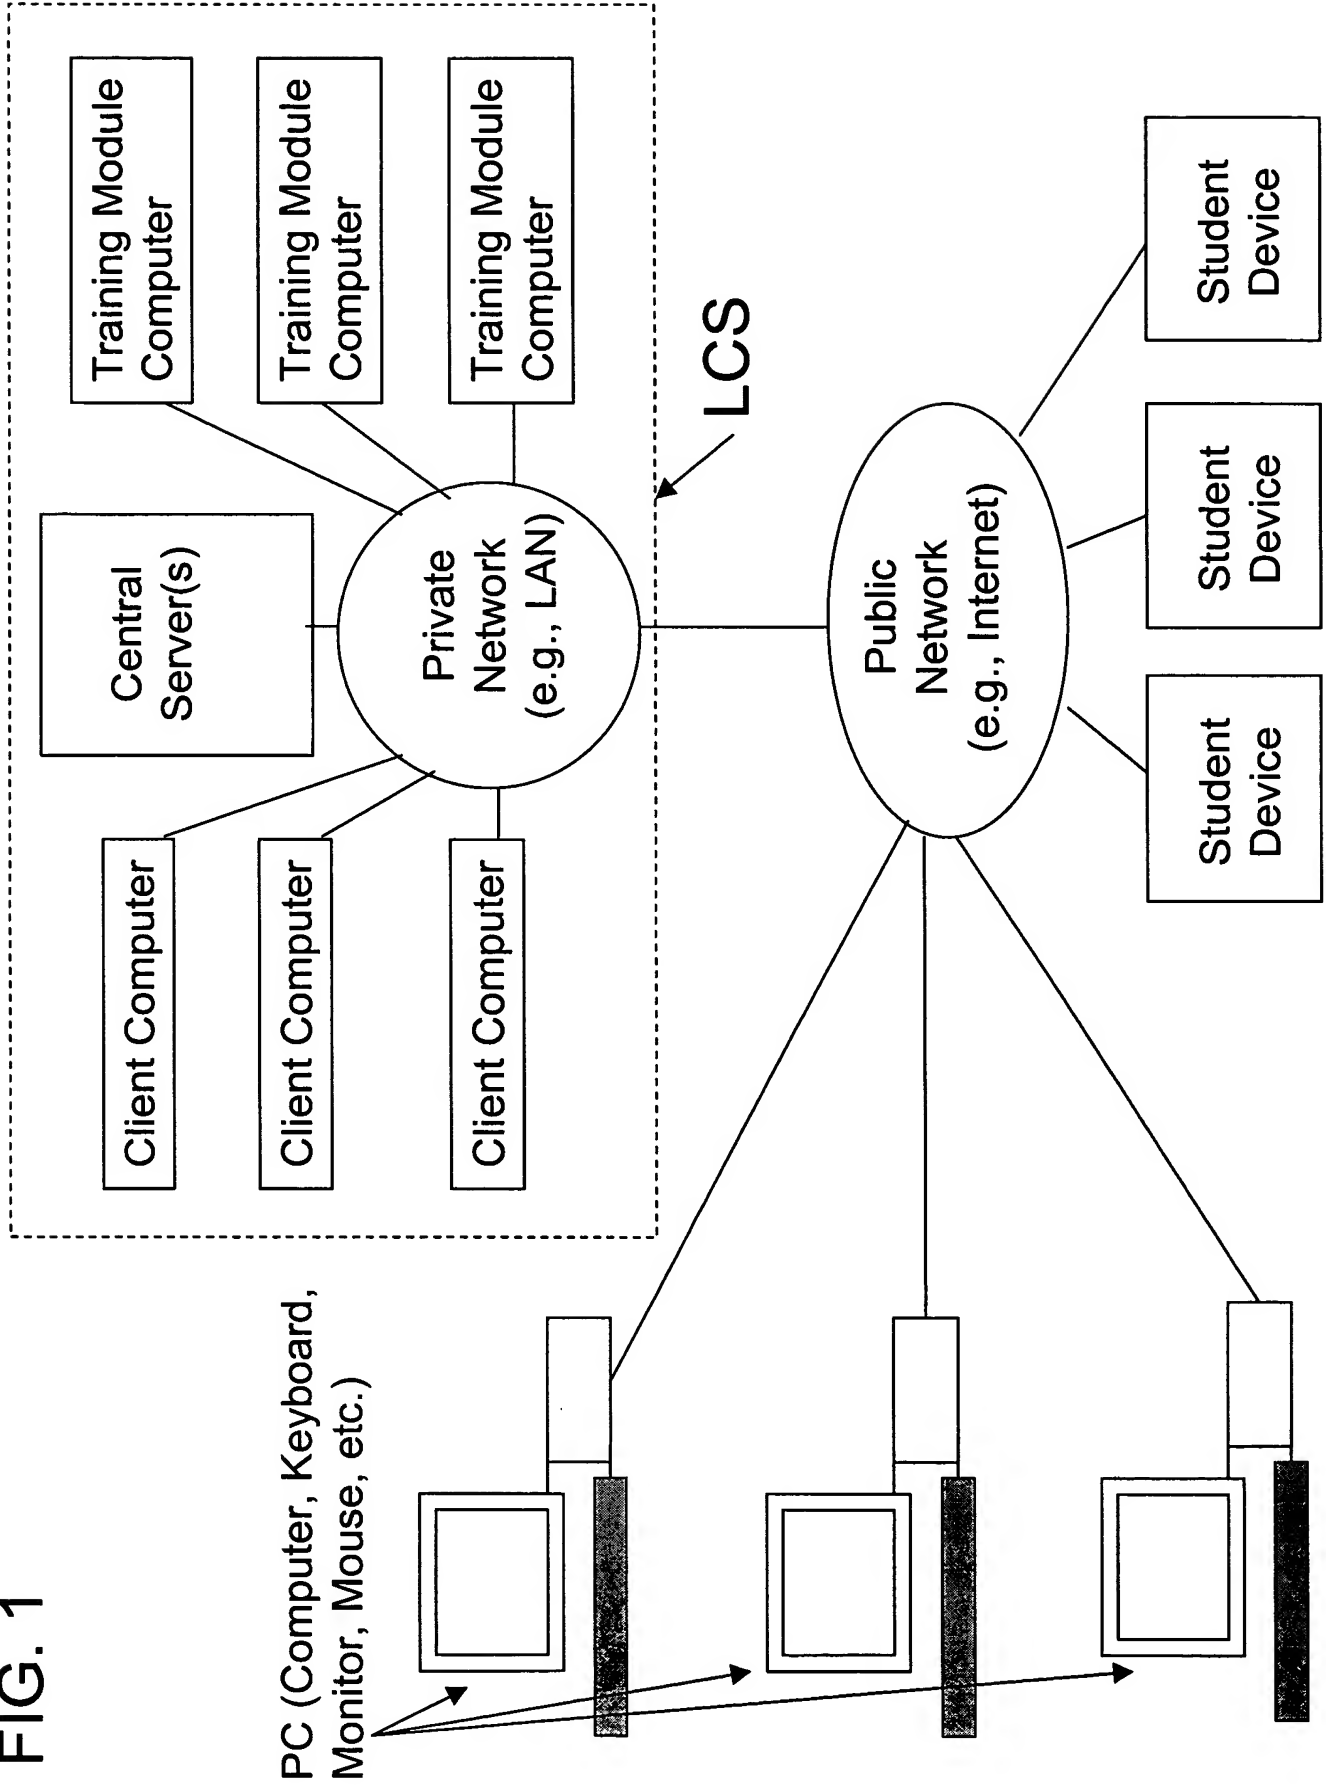 FIG. 1
PC (Computer, Keyboard,
Monitor, Mouse, etc.)
Client Computer
Client Computer
Client Computer
Central
Server(s)
Private
Network
(e.g., LAN)
Training Module
Computer
Training Module
Computer
Training Module
Computer
LCS
Public
Network
(e.g., Internet)
Student
Device
Student
Device
Student
Device